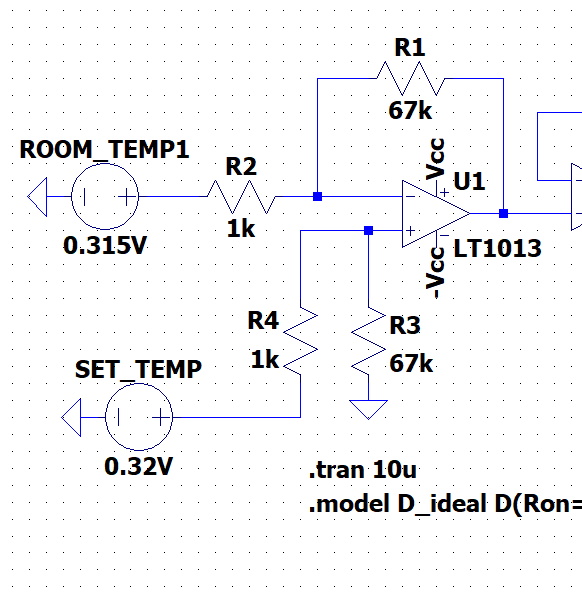 R1
67k
ROOM_TEMP1
0.315V
R2
1k
Vcc
U1
-Vcc
LT1013
R4
1k
R3
67k
SET_TEMP
0.32V
.tran 10u
.model D_ideal D(Ron=